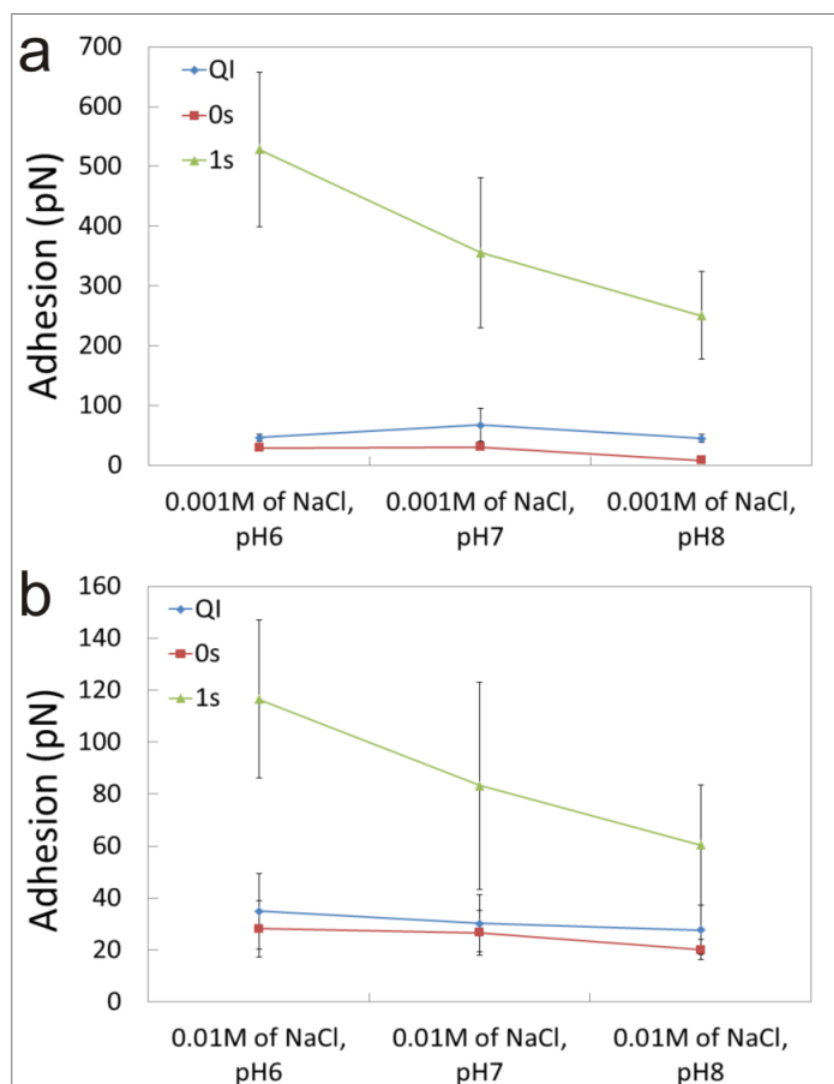 a
700
600
500
400
300
200
100
0
Adhesion (pN)
QI
0s
1s
0.001M of NaCl, 0.001M of NaCl, 0.001M of NaCl,
pH6 pH7 pH8
b
160
140
120
100
80
60
40
20
0
Adhesion (pN)
QI
0s
1s
0.01M of NaCl, 0.01M of NaCl, 0.01M of NaCl,
pH6 pH7 pH8